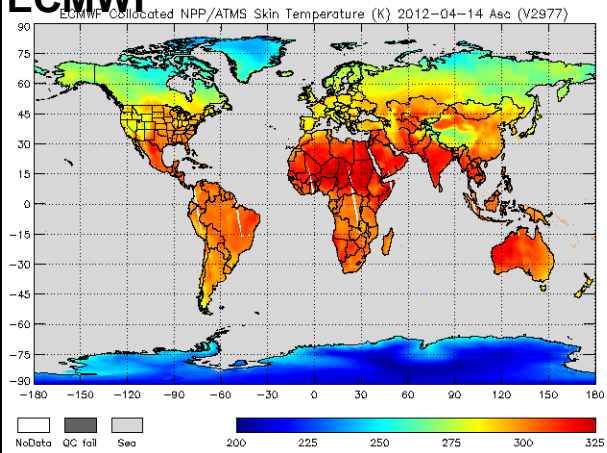 ECMWF
ECMWF Collocated NPP/ATMS Skin Temperature (K) 2012-04-14 Asc (V2977)
90
75
60
45
30
15
0
-15
-30
-45
-60
-75
-90
-180 -150 -120 -90 -60 -30 0 30 60 90 120 150 180
NoData QC fail Sea
200 225 250 275 300 325